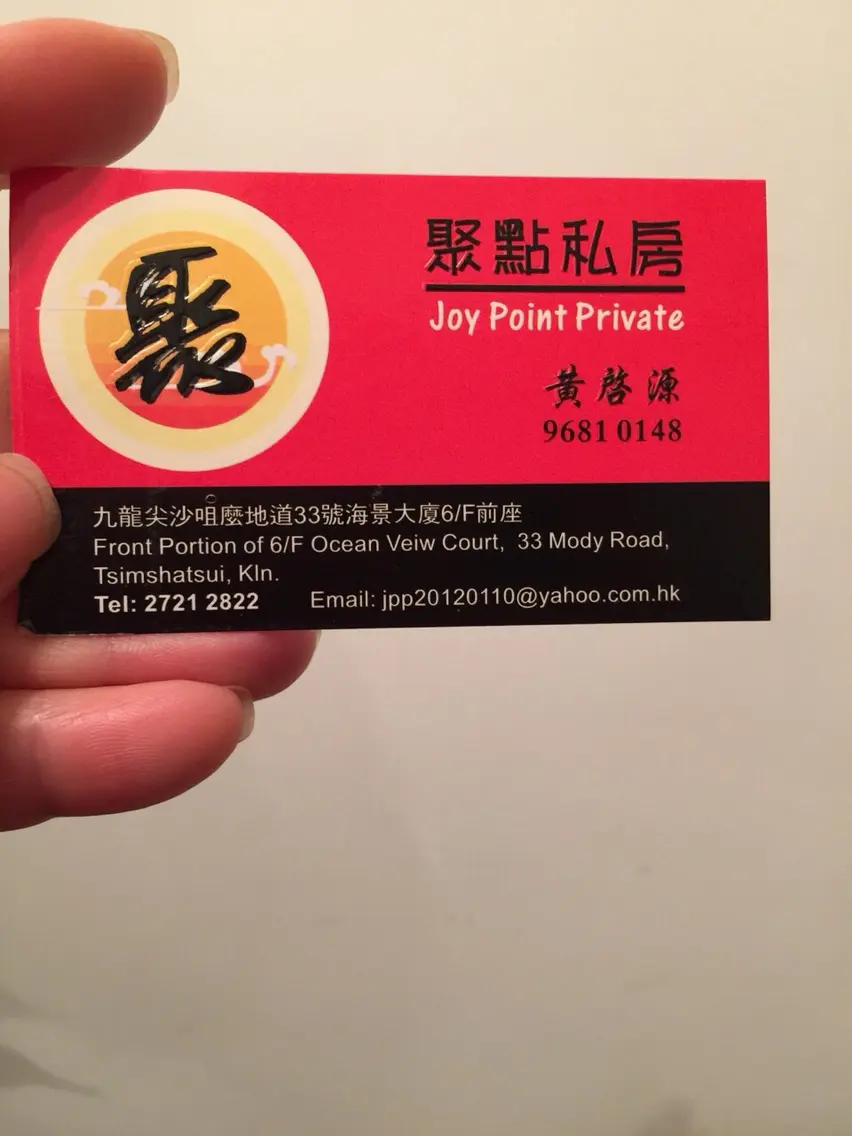 聚
聚點私房
Joy Point Private
黃啓源
9681 0148
九龍尖沙咀麼地道33號海景大廈6/F前座
Front Portion of 6/F Ocean Veiw Court, 33 Mody Road,
Tsimshatsui, Kln.
Tel: 2721 2822 Email: jpp20120110@yahoo.com.hk